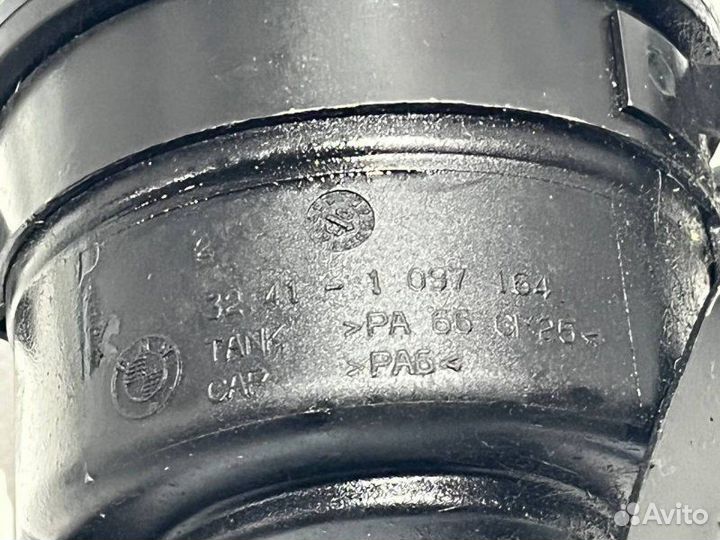 32 41 - 1 097 164
TANK >PA 66 GF25<
CAP >PA6<
Avito